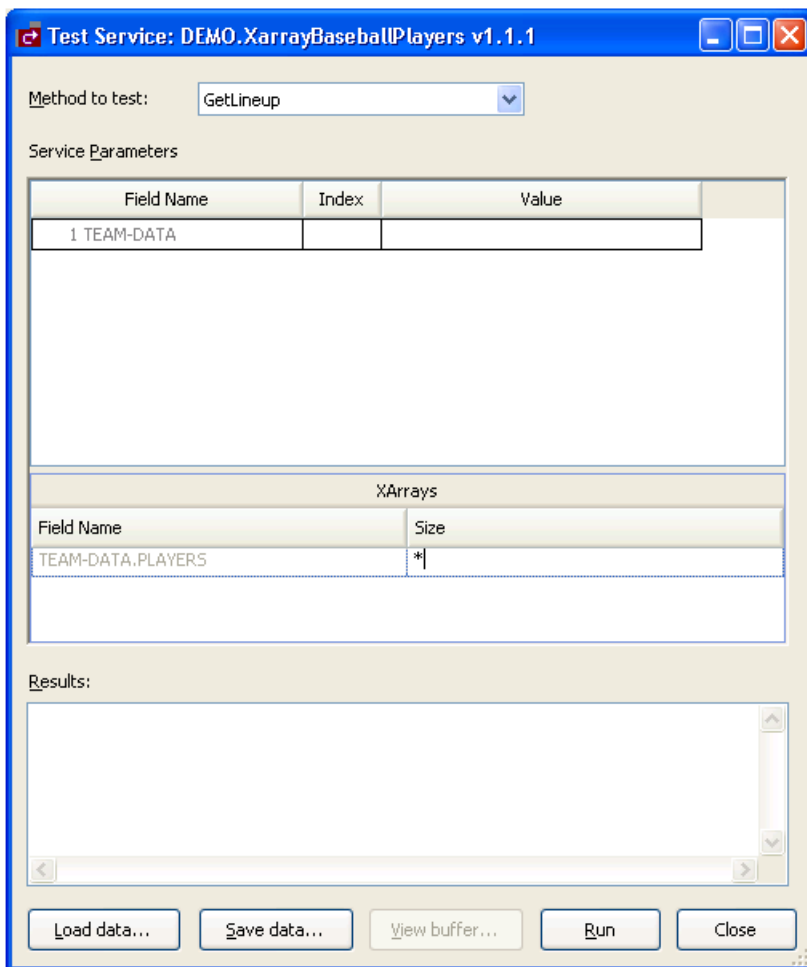 Test Service: DEMO.XarrayBaseballPlayers v1.1.1
Method to test: GetLineup
Service Parameters
Field Name Index Value
1 TEAM-DATA
XArrays
Field Name Size
TEAM-DATA.PLAYERS *
Results:
Load data... Save data... View buffer... Run Close